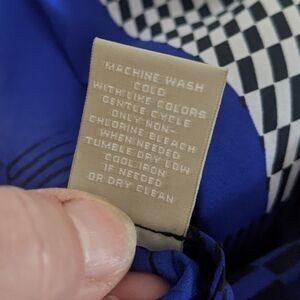 MACHINE WASH
COLD
WITH LIKE COLORS
GENTLE CYCLE
ONLY NON-
CHLORINE BLEACH
WHEN NEEDED
TUMBLE DRY LOW
COOL IRON
IF NEEDED
OR DRY CLEAN